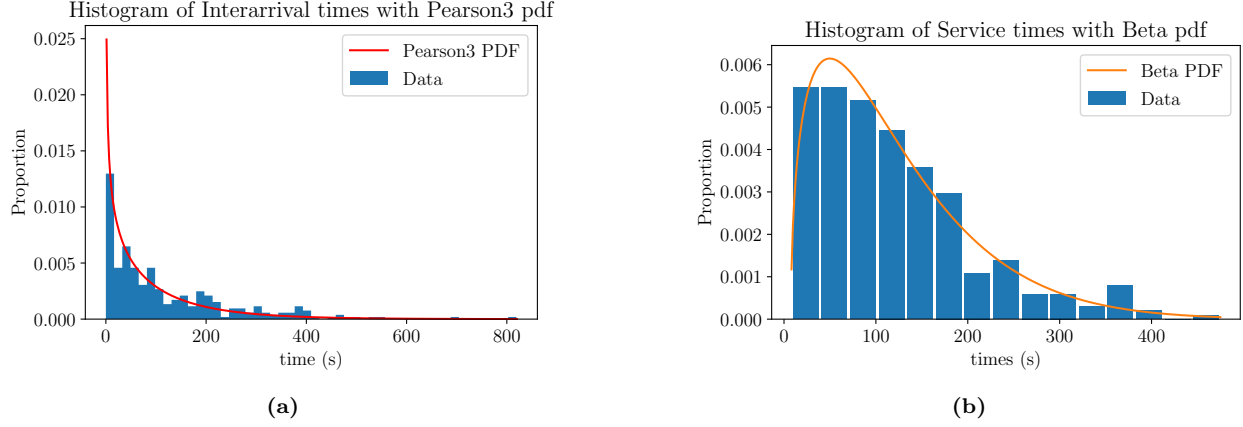 Histogram of Interarrival times with Pearson3 pdf
0.025
0.020
0.015
0.010
0.005
0.000
Proportion
Pearson3 PDF
Data
0
200
400
600
800
time (s)
(a)
Histogram of Service times with Beta pdf
0.006
0.005
0.004
0.003
0.002
0.001
0.000
Proportion
Beta PDF
Data
0
100
200
300
400
times (s)
(b)